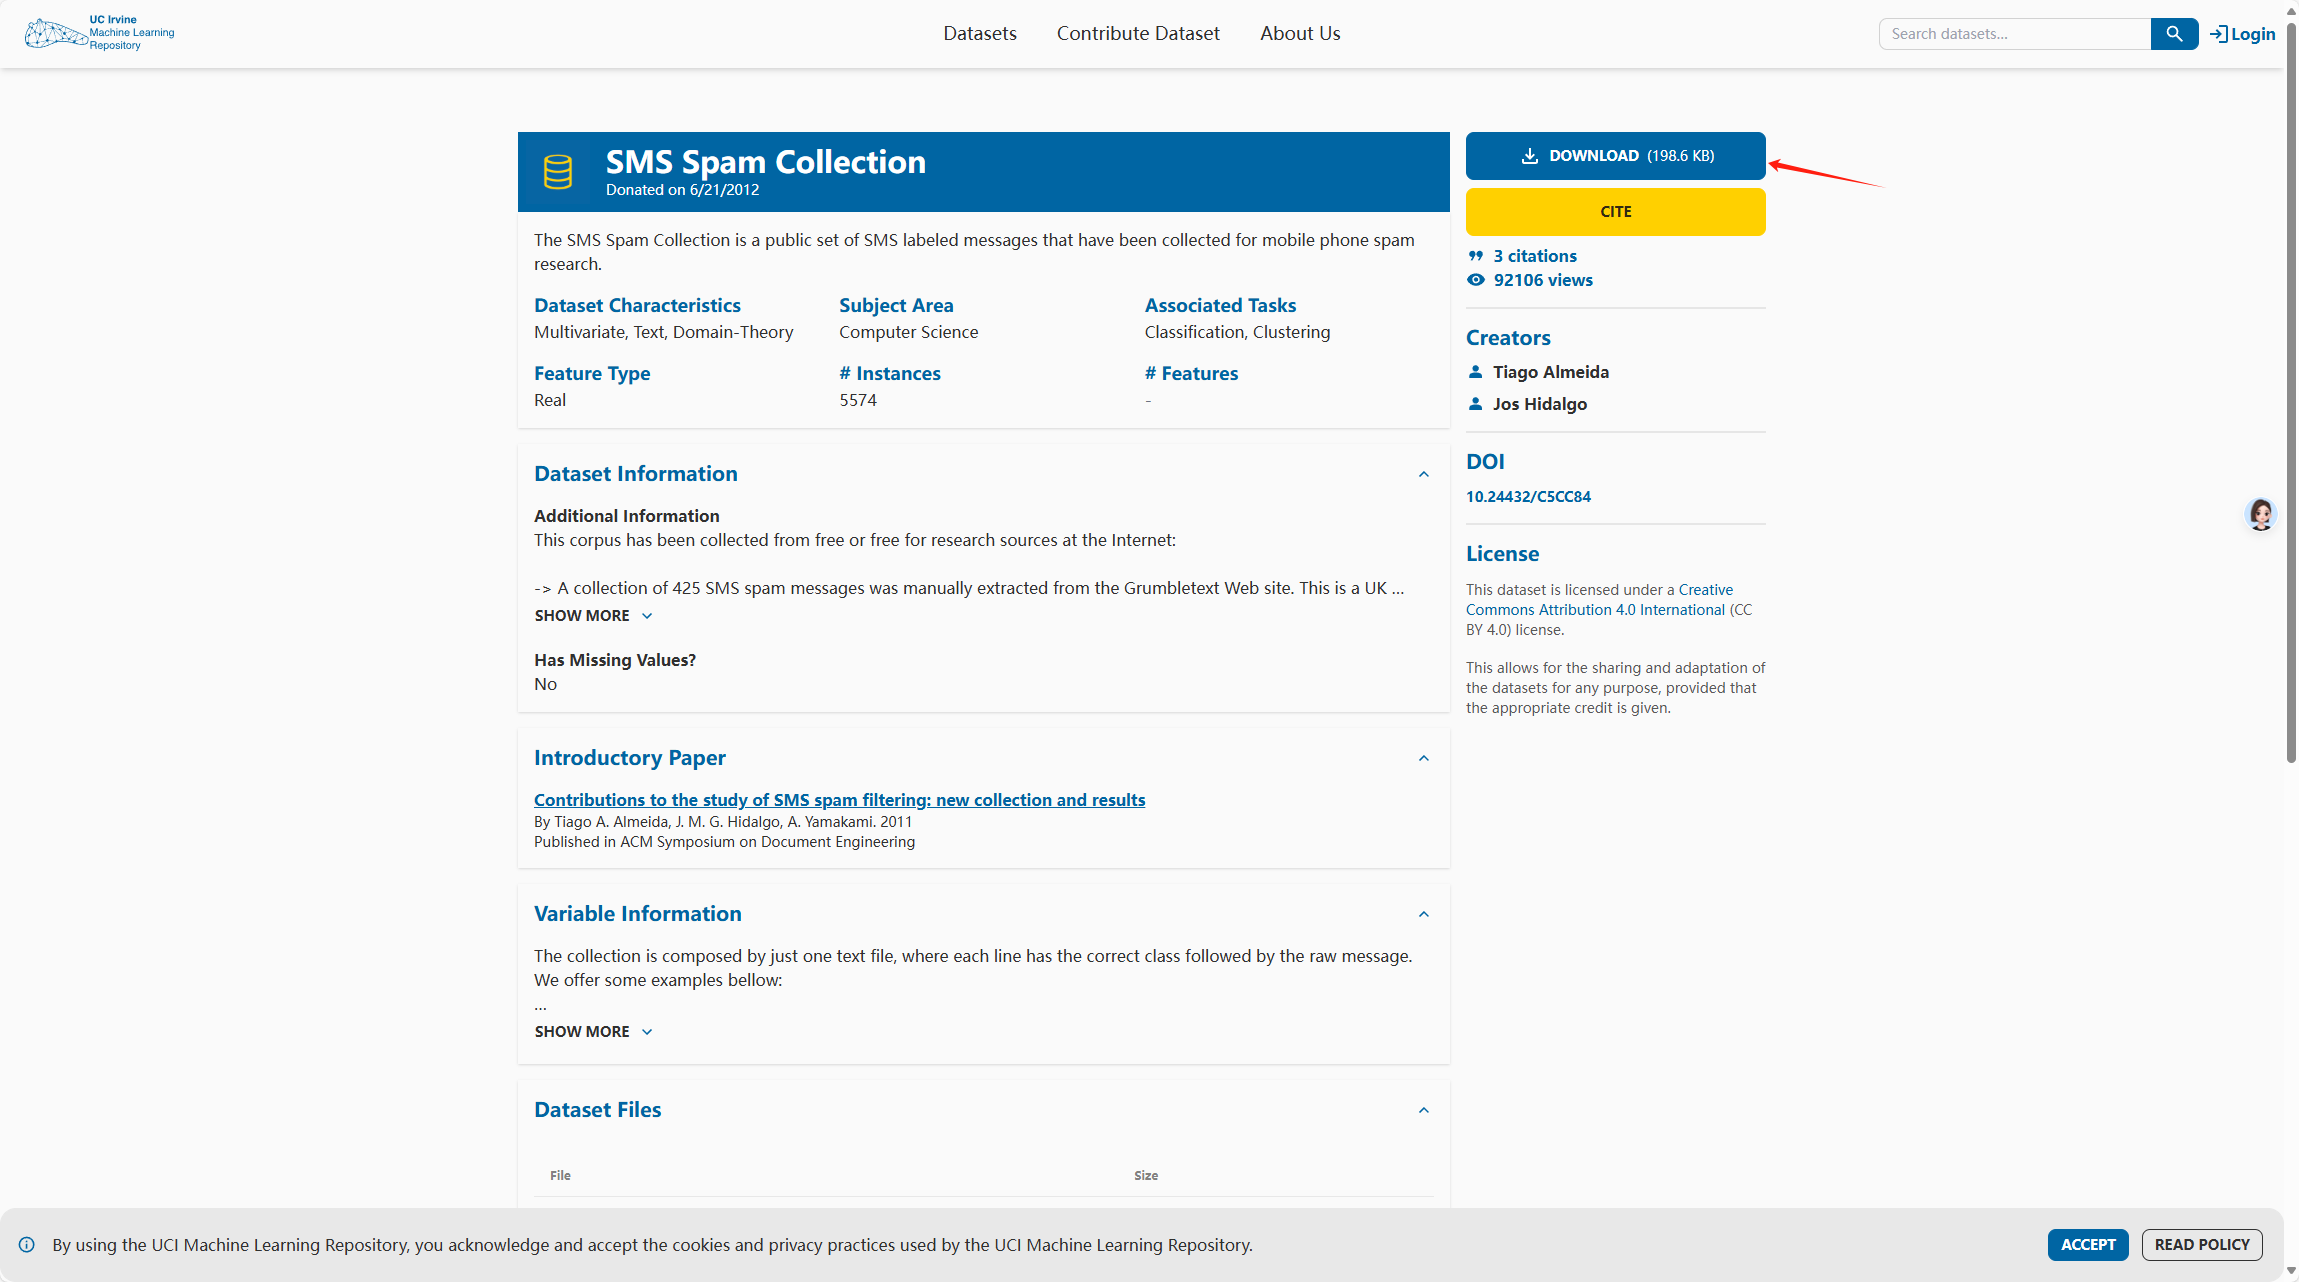 UC Irvine
Machine Learning
Repository
Datasets
Contribute Dataset
About Us
Search datasets...
Login
SMS Spam Collection
Donated on 6/21/2012
The SMS Spam Collection is a public set of SMS labeled messages that have been collected for mobile phone spam
research.
Dataset Characteristics
Multivariate, Text, Domain-Theory
Subject Area
Computer Science
Associated Tasks
Classification, Clustering
Feature Type
Real
# Instances
5574
# Features
-
Dataset Information
Additional Information
This corpus has been collected from free or free for research sources at the Internet:
-> A collection of 425 SMS spam messages was manually extracted from the Grumbletext Web site. This is a UK ...
SHOW MORE
Has Missing Values?
No
Introductory Paper
Contributions to the study of SMS spam filtering: new collection and results
By Tiago A. Almeida, J. M. G. Hidalgo, A. Yamakami. 2011
Published in ACM Symposium on Document Engineering
Variable Information
The collection is composed by just one text file, where each line has the correct class followed by the raw message.
We offer some examples bellow:
...
SHOW MORE
Dataset Files
File
Size
DOWNLOAD (198.6 KB)
CITE
3 citations
92106 views
Creators
Tiago Almeida
Jos Hidalgo
DOI
10.24432/C5CC84
License
This dataset is licensed under a Creative
Commons Attribution 4.0 International (CC
BY 4.0) license.
This allows for the sharing and adaptation of
the datasets for any purpose, provided that
the appropriate credit is given.
By using the UCI Machine Learning Repository, you acknowledge and accept the cookies and privacy practices used by the UCI Machine Learning Repository.
ACCEPT
READ POLICY